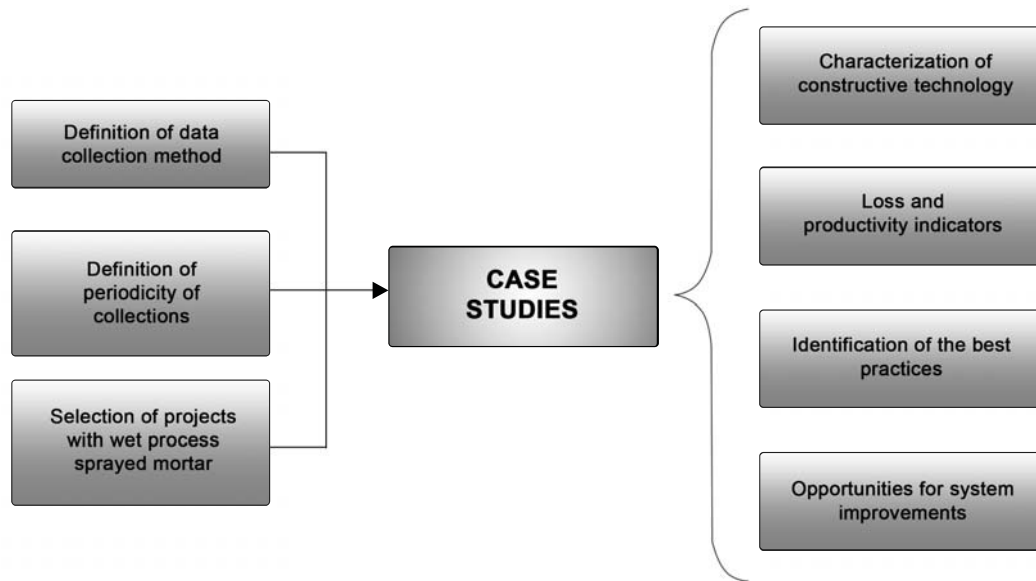 Definition of data
collection method
Definition of
periodicity of
collections
Selection of projects
with wet process
sprayed mortar
CASE
STUDIES
Characterization of
constructive technology
Loss and
productivity indicators
Identification of the best
practices
Opportunities for system
improvements